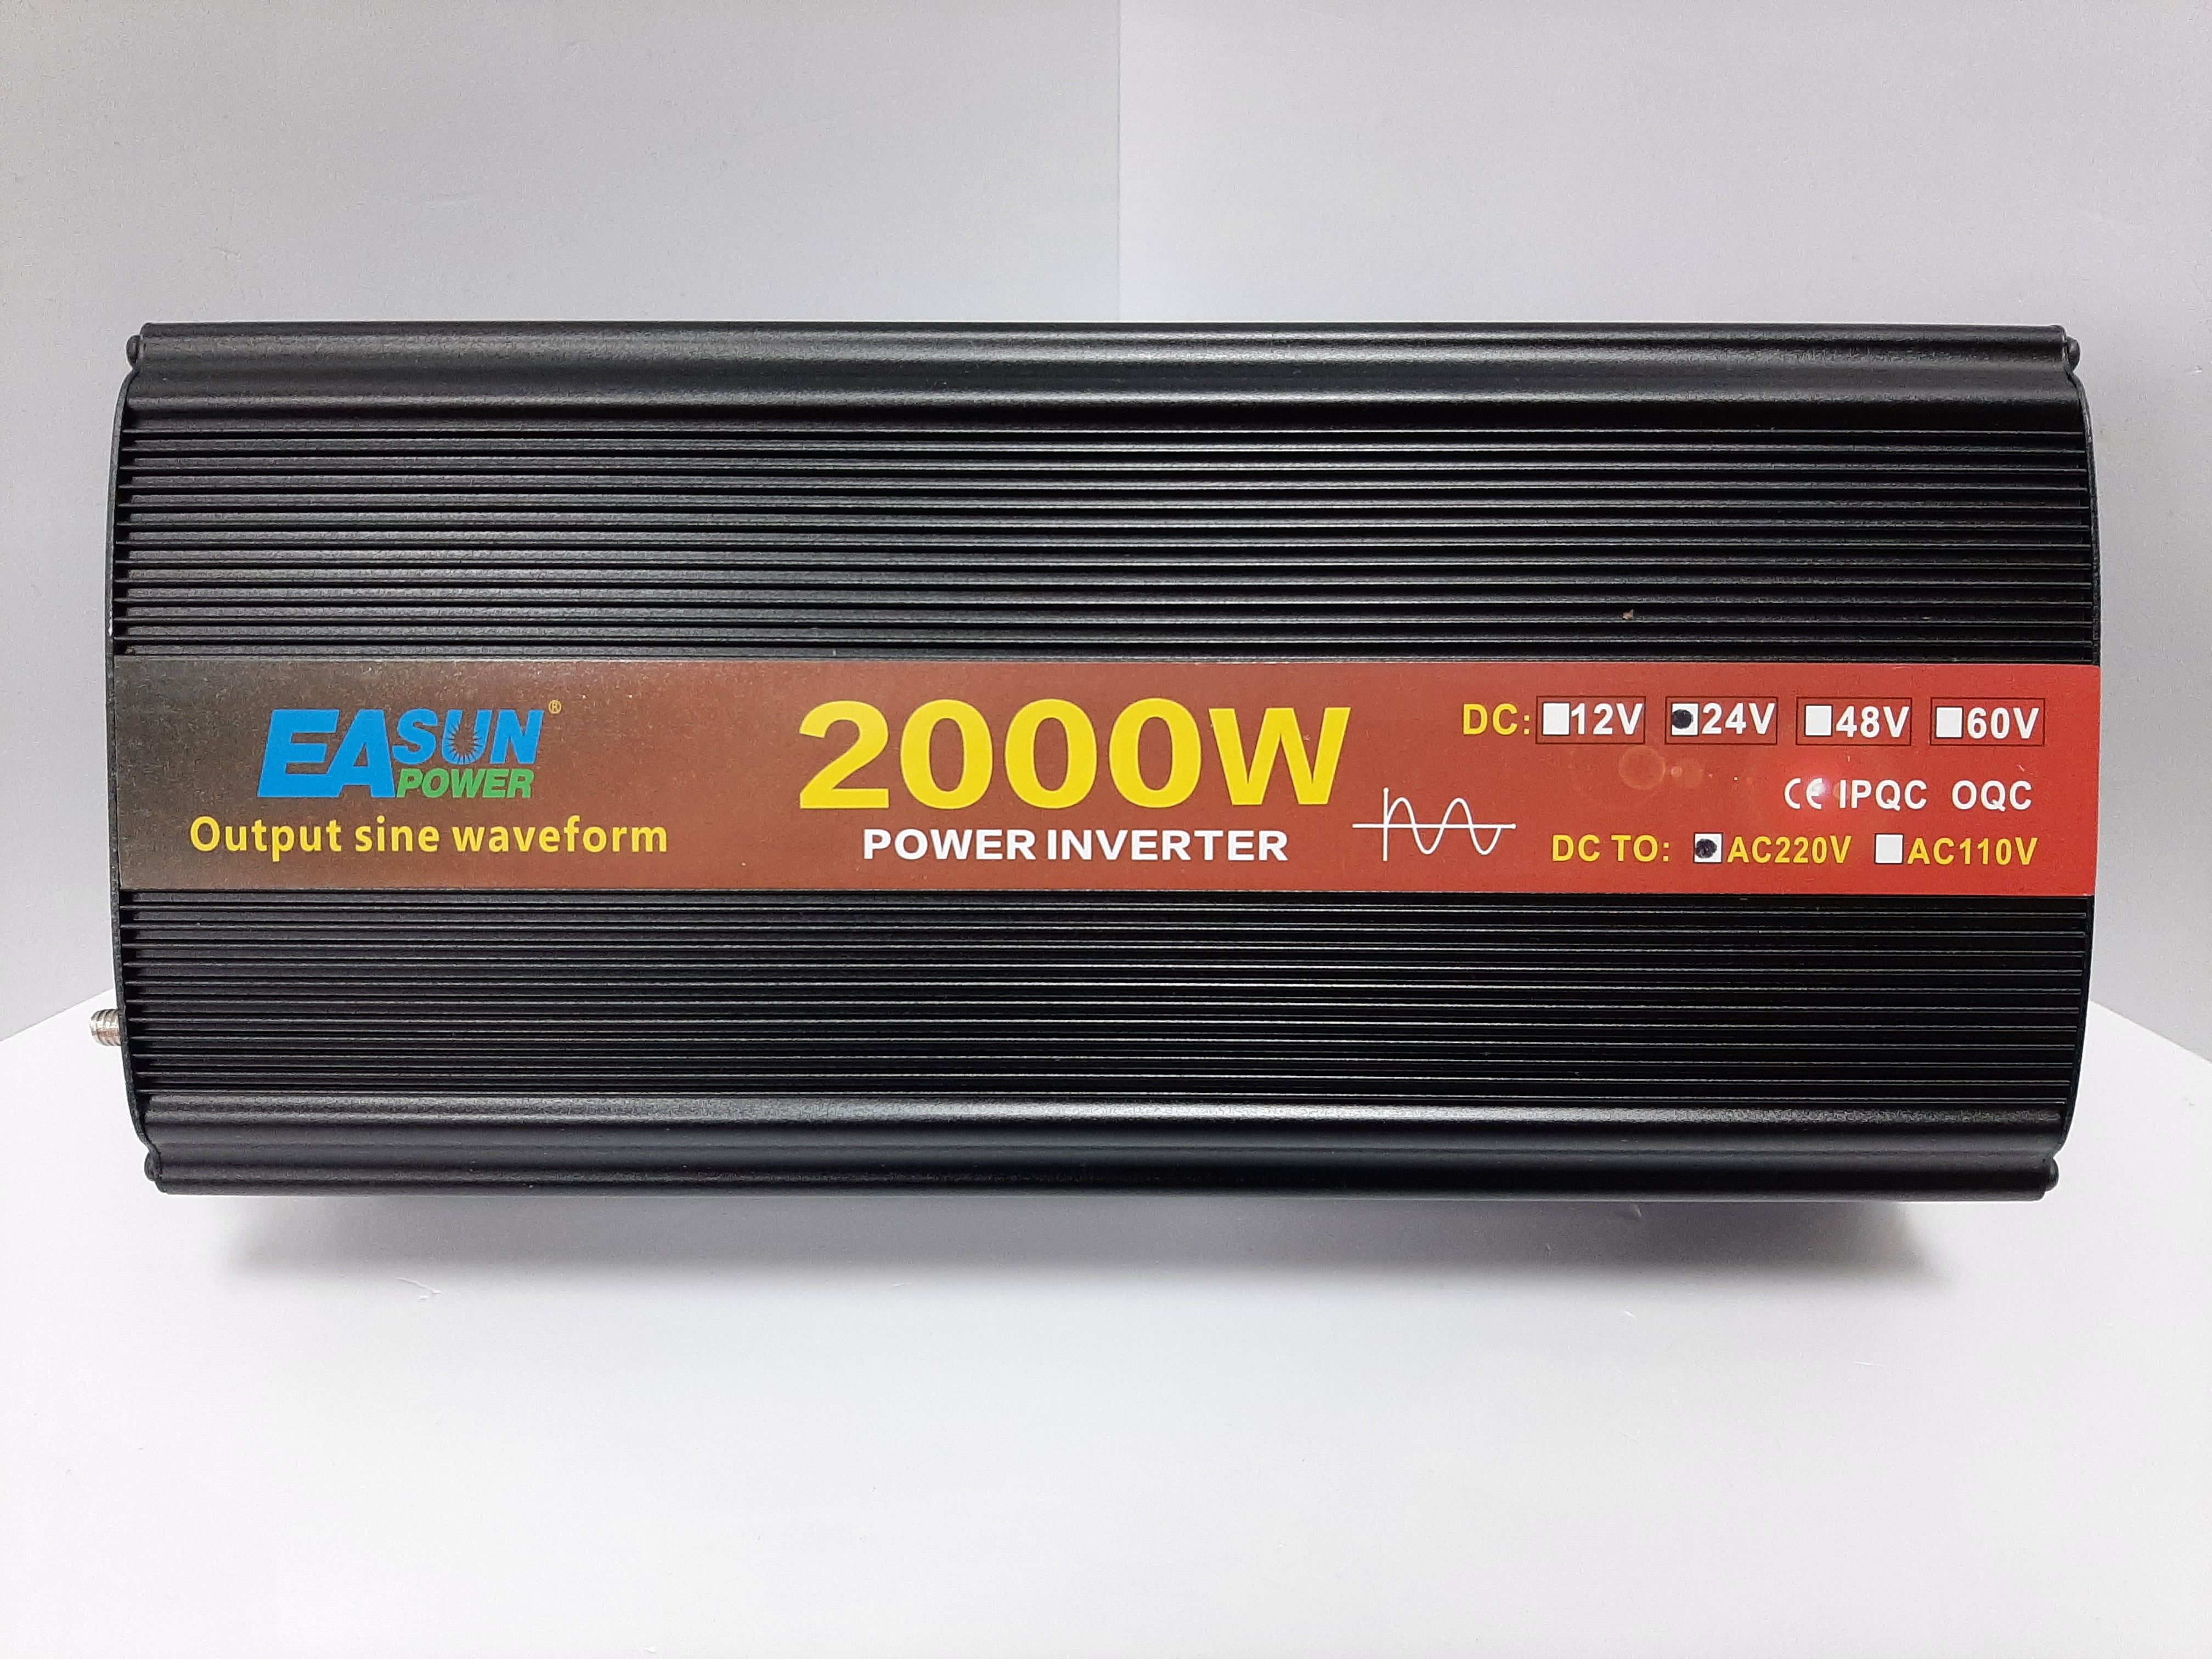 EASUN®
POWER
Output sine waveform
2000W
POWER INVERTER
DC: 12V 24V 48V 60V
CE IPQC OQC
DC TO: AC220V AC110V